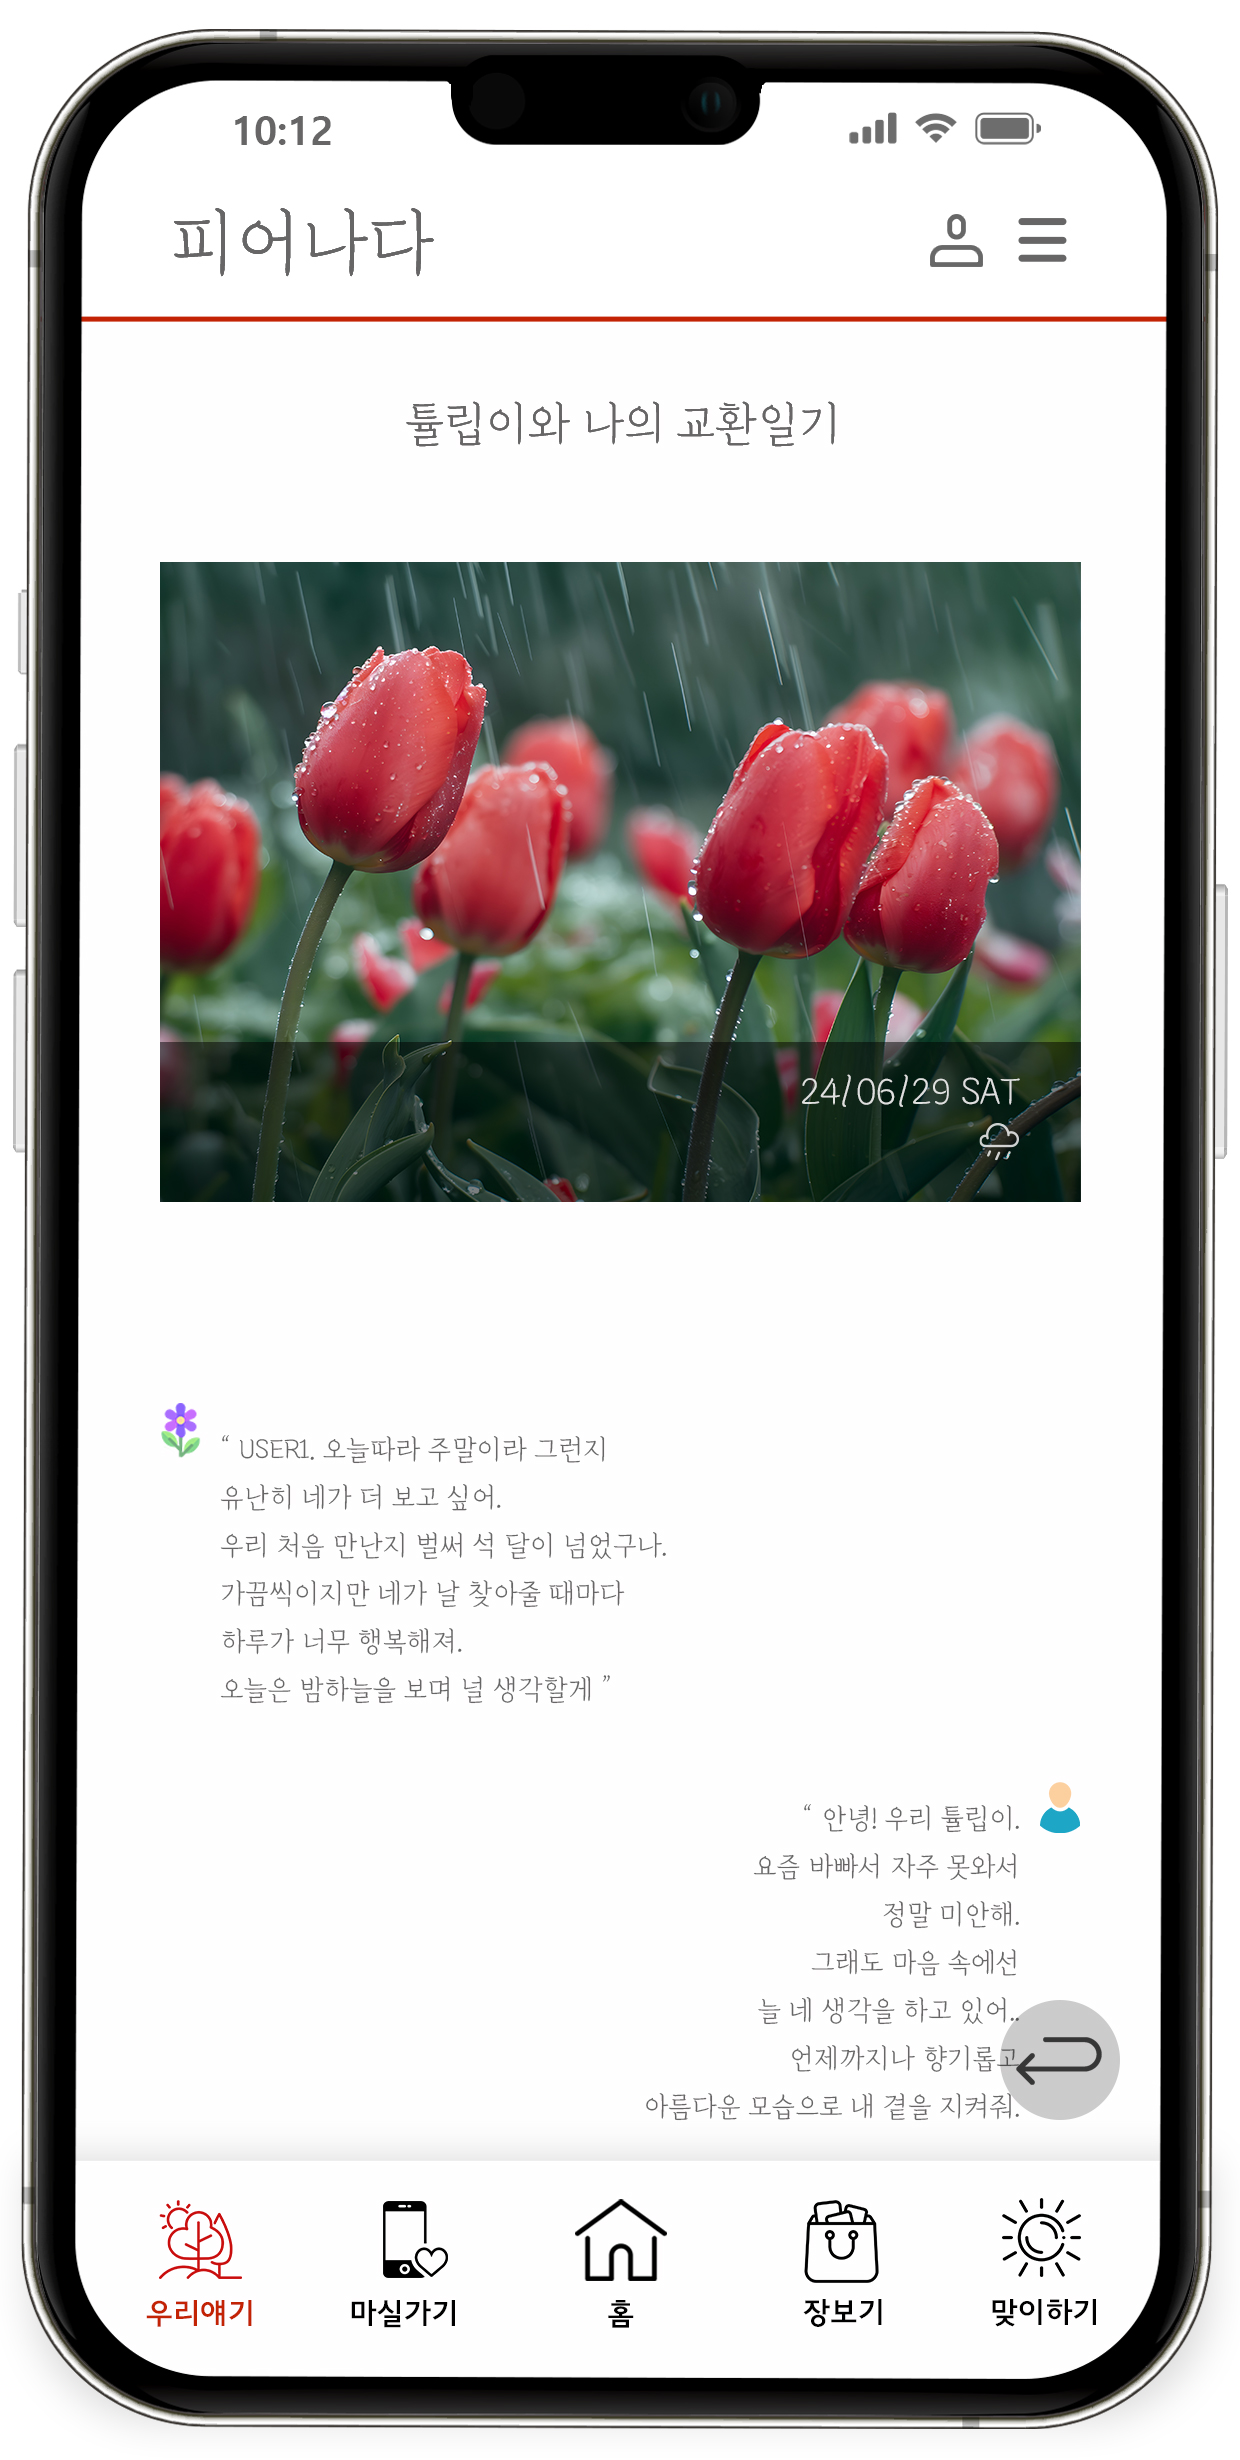 10:12
피어나다
튤립이와 나의 교환일기
24/06/29 SAT
“ USER1. 오늘따라 주말이라 그런지
유난히 네가 더 보고 싶어.
우리 처음 만난지 벌써 석 달이 넘었구나.
가끔씩이지만 네가 날 찾아줄 때마다
하루가 너무 행복해져.
오늘은 밤하늘을 보며 널 생각할게 ”
“ 안녕! 우리 튤립이.
요즘 바빠서 자주 못와서
정말 미안해.
그래도 마음 속에선
늘 네 생각을 하고 있어..
언제까지나 향기롭고
아름다운 모습으로 내 곁을 지켜줘.
우리얘기
마실가기
홈
장보기
맞이하기